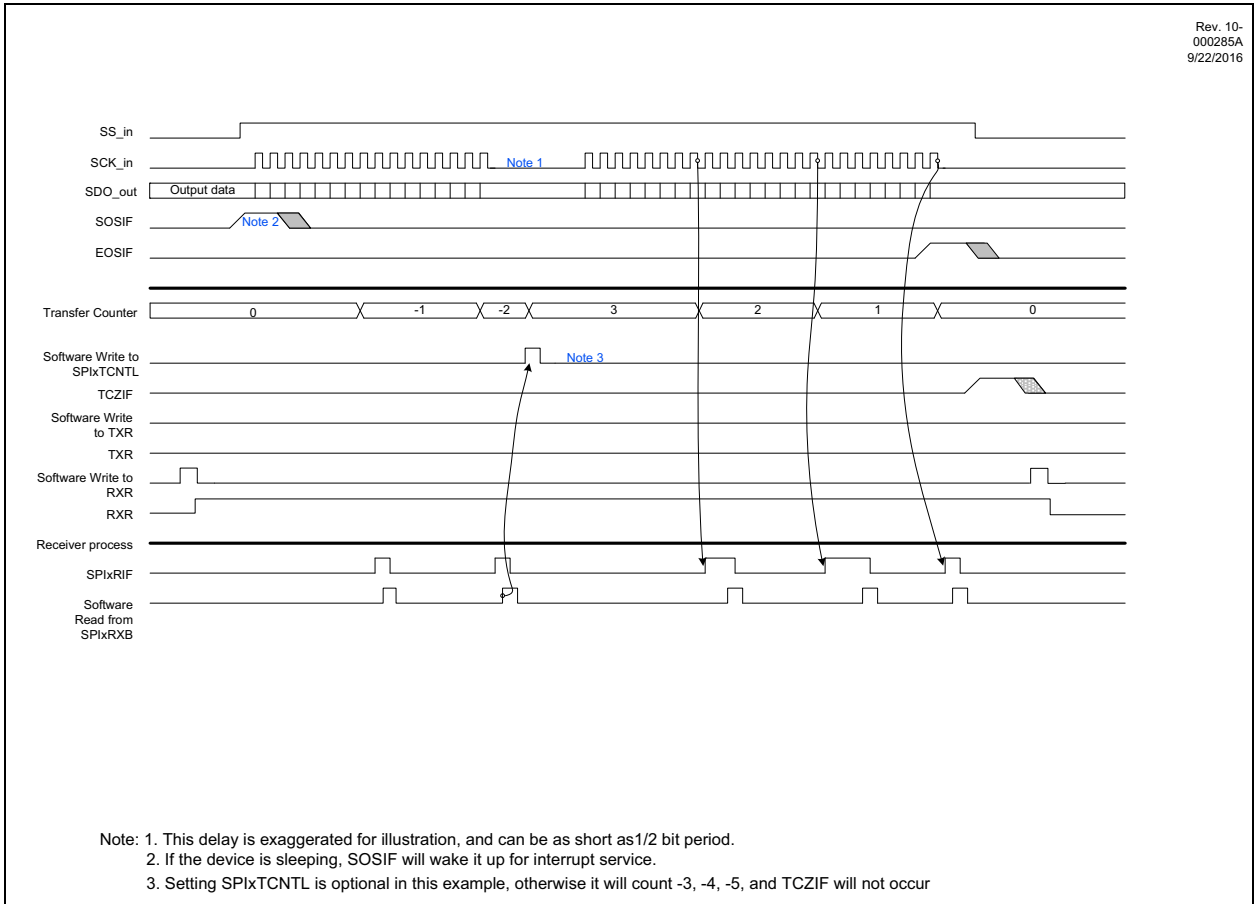 Rev. 10-
000285A
9/22/2016
SS_in
SCK_in
Note 1
SDO_out
Output data
SOSIF
Note 2
EOSIF
Transfer Counter
0
-1
-2
3
2
1
0
Software Write to
SPIxTCNTL
Note 3
TCZIF
Software Write
to TXR
TXR
Software Write to
RXR
RXR
Receiver process
SPIxRIF
Software
Read from
SPIxRXB
Note: 1. This delay is exaggerated for illustration, and can be as short as1/2 bit period.
2. If the device is sleeping, SOSIF will wake it up for interrupt service.
3. Setting SPIxTCNTL is optional in this example, otherwise it will count -3, -4, -5, and TCZIF will not occur